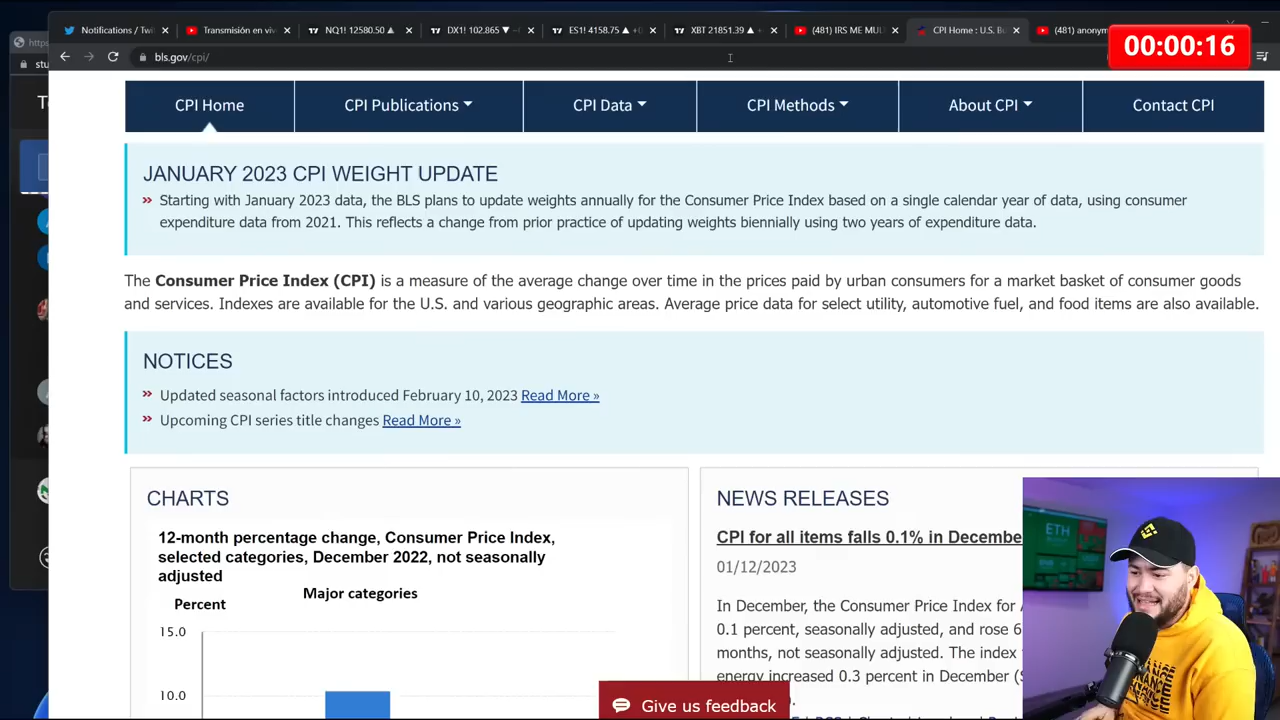 Notifications / Twi
Transmisión en viv
NQ1! 12580.50 ▲
DX1! 102.865 ▼
ES1! 4158.75 ▲
XBT 21851.39 ▲
(481) IRS ME MUL
CPI Home : U.S. B
(481) anonym
00:00:16
bls.gov/cpi/
CPI Home
CPI Publications
CPI Data
CPI Methods
About CPI
Contact CPI
JANUARY 2023 CPI WEIGHT UPDATE
Starting with January 2023 data, the BLS plans to update weights annually for the Consumer Price Index based on a single calendar year of data, using consumer
expenditure data from 2021. This reflects a change from prior practice of updating weights biennially using two years of expenditure data.
The Consumer Price Index (CPI) is a measure of the average change over time in the prices paid by urban consumers for a market basket of consumer goods
and services. Indexes are available for the U.S. and various geographic areas. Average price data for select utility, automotive fuel, and food items are also available.
NOTICES
Updated seasonal factors introduced February 10, 2023 Read More »
Upcoming CPI series title changes Read More »
CHARTS
12-month percentage change, Consumer Price Index,
selected categories, December 2022, not seasonally
adjusted
Major categories
Percent
15.0
10.0
NEWS RELEASES
CPI for all items falls 0.1% in Decembe
01/12/2023
In December, the Consumer Price Index for A
0.1 percent, seasonally adjusted, and rose 6
months, not seasonally adjusted. The index
energy increased 0.3 percent in December (S
Give us feedback
ETH